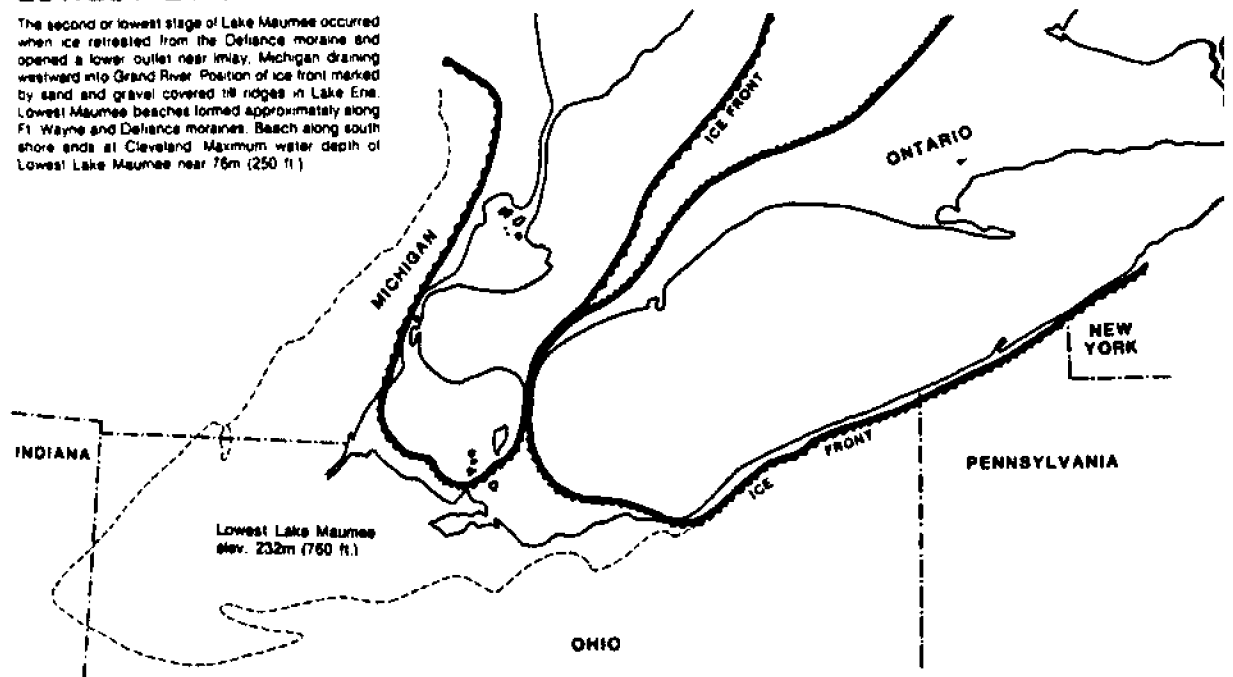 The second or lowest stage of Lake Maumee occurred
when ice retreated from the Defiance moraine and
opened a lower outlet near Imlay, Michigan draining
westward into Grand River. Position of ice front marked
by sand and gravel covered till ridges in Lake Erie.
Lowest Maumee beaches formed approximately along
Ft. Wayne and Defiance moraines. Beach along south
shore ends at Cleveland. Maximum water depth of
Lowest Lake Maumee near 76m (250 ft.)
ICE FRONT
ONTARIO
MICHIGAN
NEW
YORK
INDIANA
ICE FRONT
PENNSYLVANIA
Lowest Lake Maumee
elev. 232m (760 ft.)
OHIO